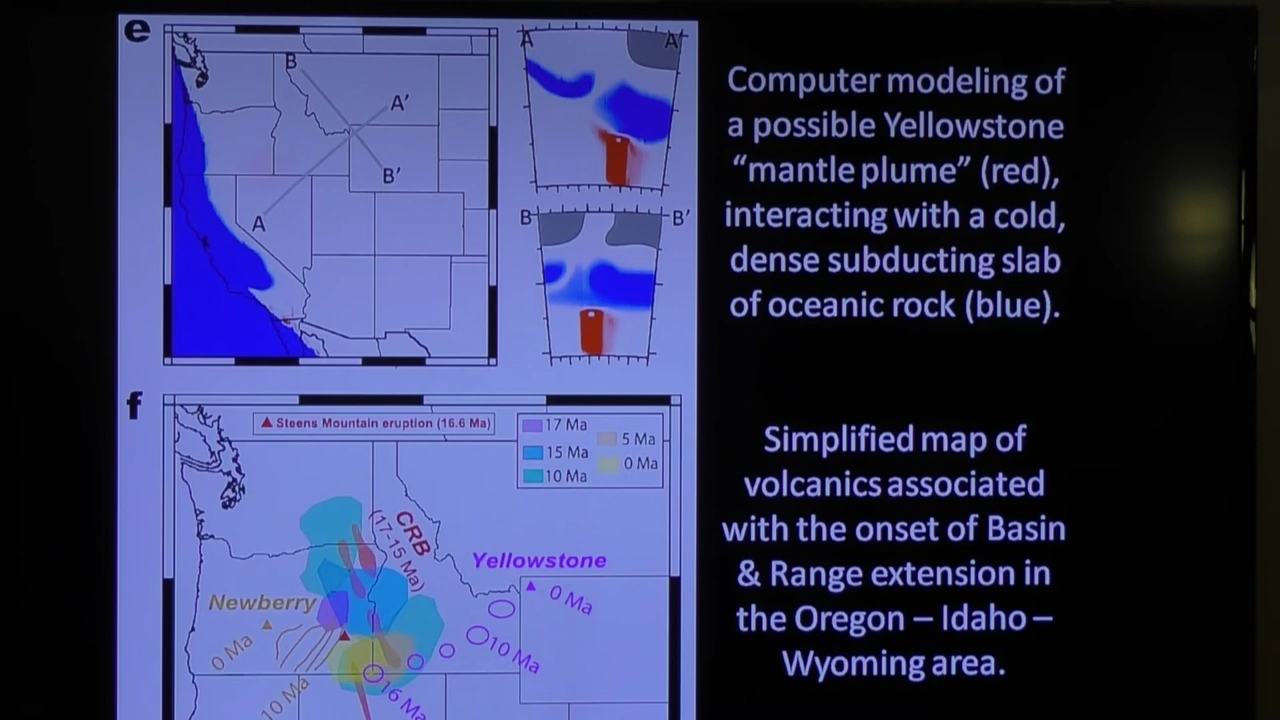 e
B
A'
B'
A
A
A'
B
B'
Computer modeling of
a possible Yellowstone
“mantle plume” (red),
interacting with a cold,
dense subducting slab
of oceanic rock (blue).
f
Steens Mountain eruption (16.6 Ma)
17 Ma
15 Ma
10 Ma
5 Ma
0 Ma
CRB
(17-15 Ma)
Yellowstone
0 Ma
10 Ma
16 Ma
Newberry
0 Ma
10 Ma
Simplified map of
volcanics associated
with the onset of Basin
& Range extension in
the Oregon – Idaho –
Wyoming area.